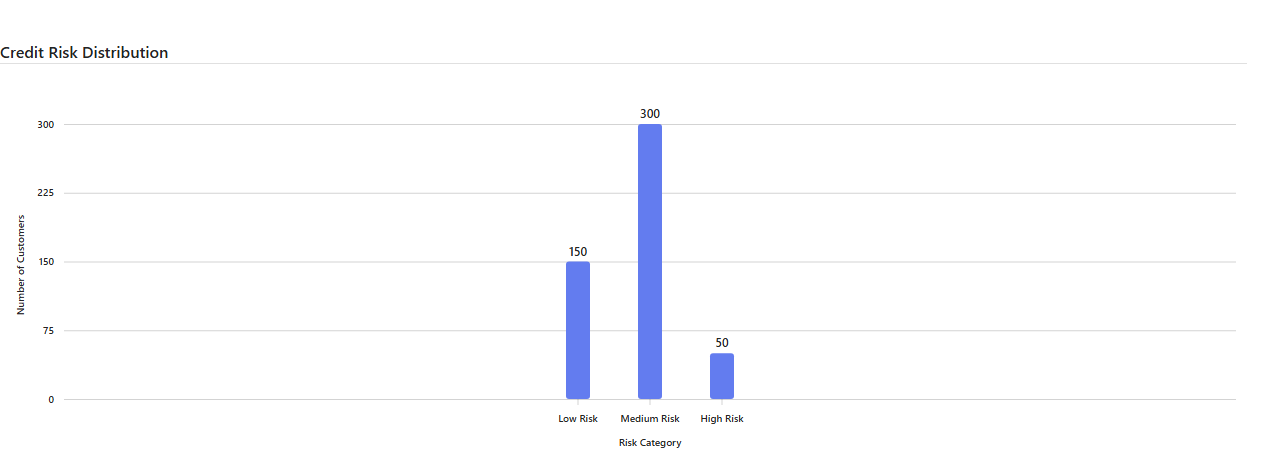 Credit Risk Distribution
300
300
225
150
150
75
50
0
Number of Customers
Low Risk
Medium Risk
High Risk
Risk Category